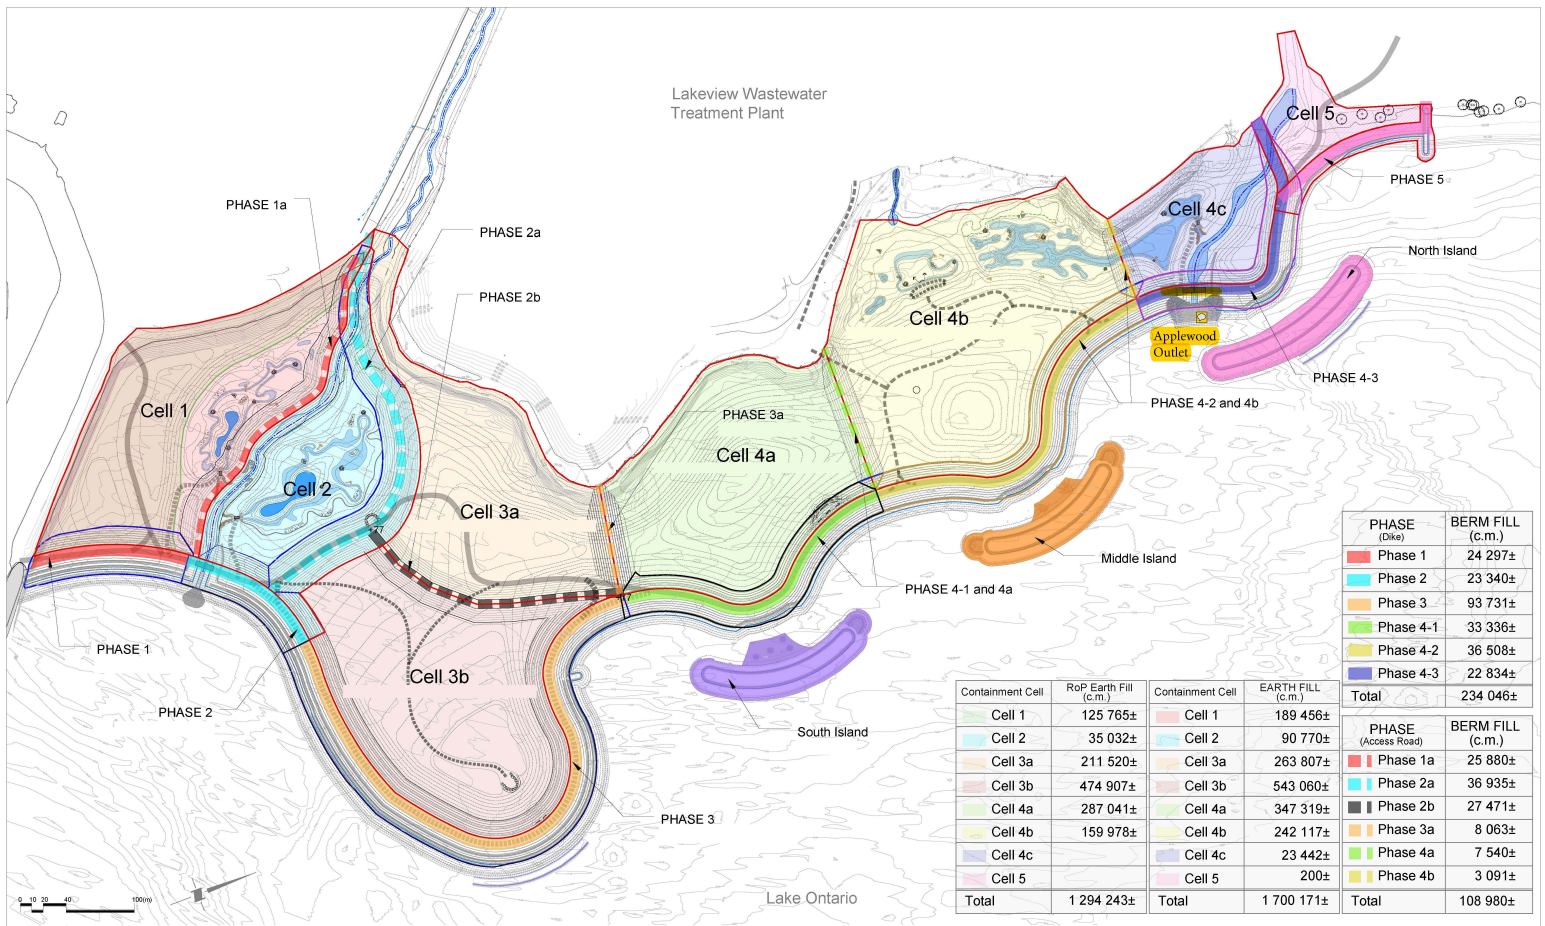 Lakeview Wastewater
Treatment Plant
Cell 5
PHASE 5
PHASE 1a
PHASE 2a
Cell 4c
North Island
PHASE 2b
Cell 4b
Applewood
Outlet
PHASE 4-3
PHASE 4-2 and 4b
Cell 1
PHASE 3a
Cell 4a
Cell 2
Cell 3a
Middle Island
PHASE 4-1 and 4a
PHASE 1
Cell 3b
PHASE 2
South Island
PHASE 3
Lake Ontario
0 10 20 40 100(m)
PHASE BERM FILL
(Dike) (c.m.)
Phase 1 24 297±
Phase 2 23 340±
Phase 3 93 731±
Phase 4-1 33 336±
Phase 4-2 36 508±
Phase 4-3 22 834±
Total 234 046±
PHASE BERM FILL
(Access Road) (c.m.)
Phase 1a 25 880±
Phase 2a 36 935±
Phase 2b 27 471±
Phase 3a 8 063±
Phase 4a 7 540±
Phase 4b 3 091±
Total 108 980±
Containment Cell RoP Earth Fill
(c.m.)
Cell 1 125 765±
Cell 2 35 032±
Cell 3a 211 520±
Cell 3b 474 907±
Cell 4a 287 041±
Cell 4b 159 978±
Cell 4c
Cell 5
Total 1 294 243±
Containment Cell EARTH FILL
(c.m.)
Cell 1 189 456±
Cell 2 90 770±
Cell 3a 263 807±
Cell 3b 543 060±
Cell 4a 347 319±
Cell 4b 242 117±
Cell 4c 23 442±
Cell 5 200±
Total 1 700 171±